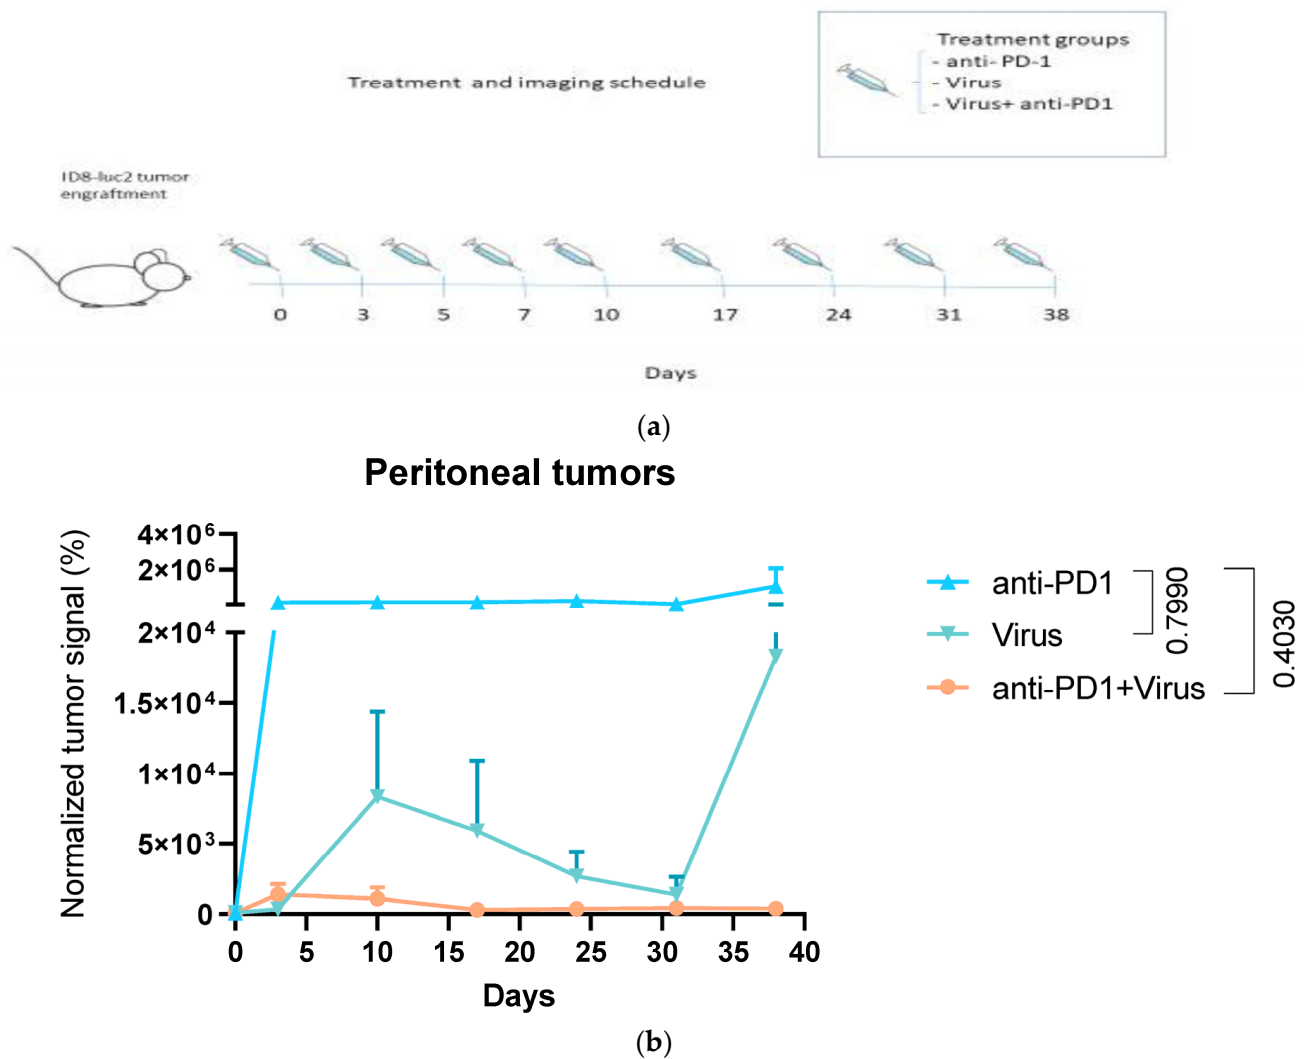 Treatment groups
- anti- PD-1
- Virus
- Virus+ anti-PD1
Treatment and imaging schedule
ID8-luc2 tumor
engraftment
0 3 5 7 10 17 24 31 38
Days
(a)
Peritoneal tumors
Normalized tumor signal (%)
4×10⁶
2×10⁶
2×10⁴
1.5×10⁴
1×10⁴
5×10³
0
0 5 10 15 20 25 30 35 40
Days
anti-PD1
Virus
anti-PD1+Virus
0.7990
0.4030
(b)